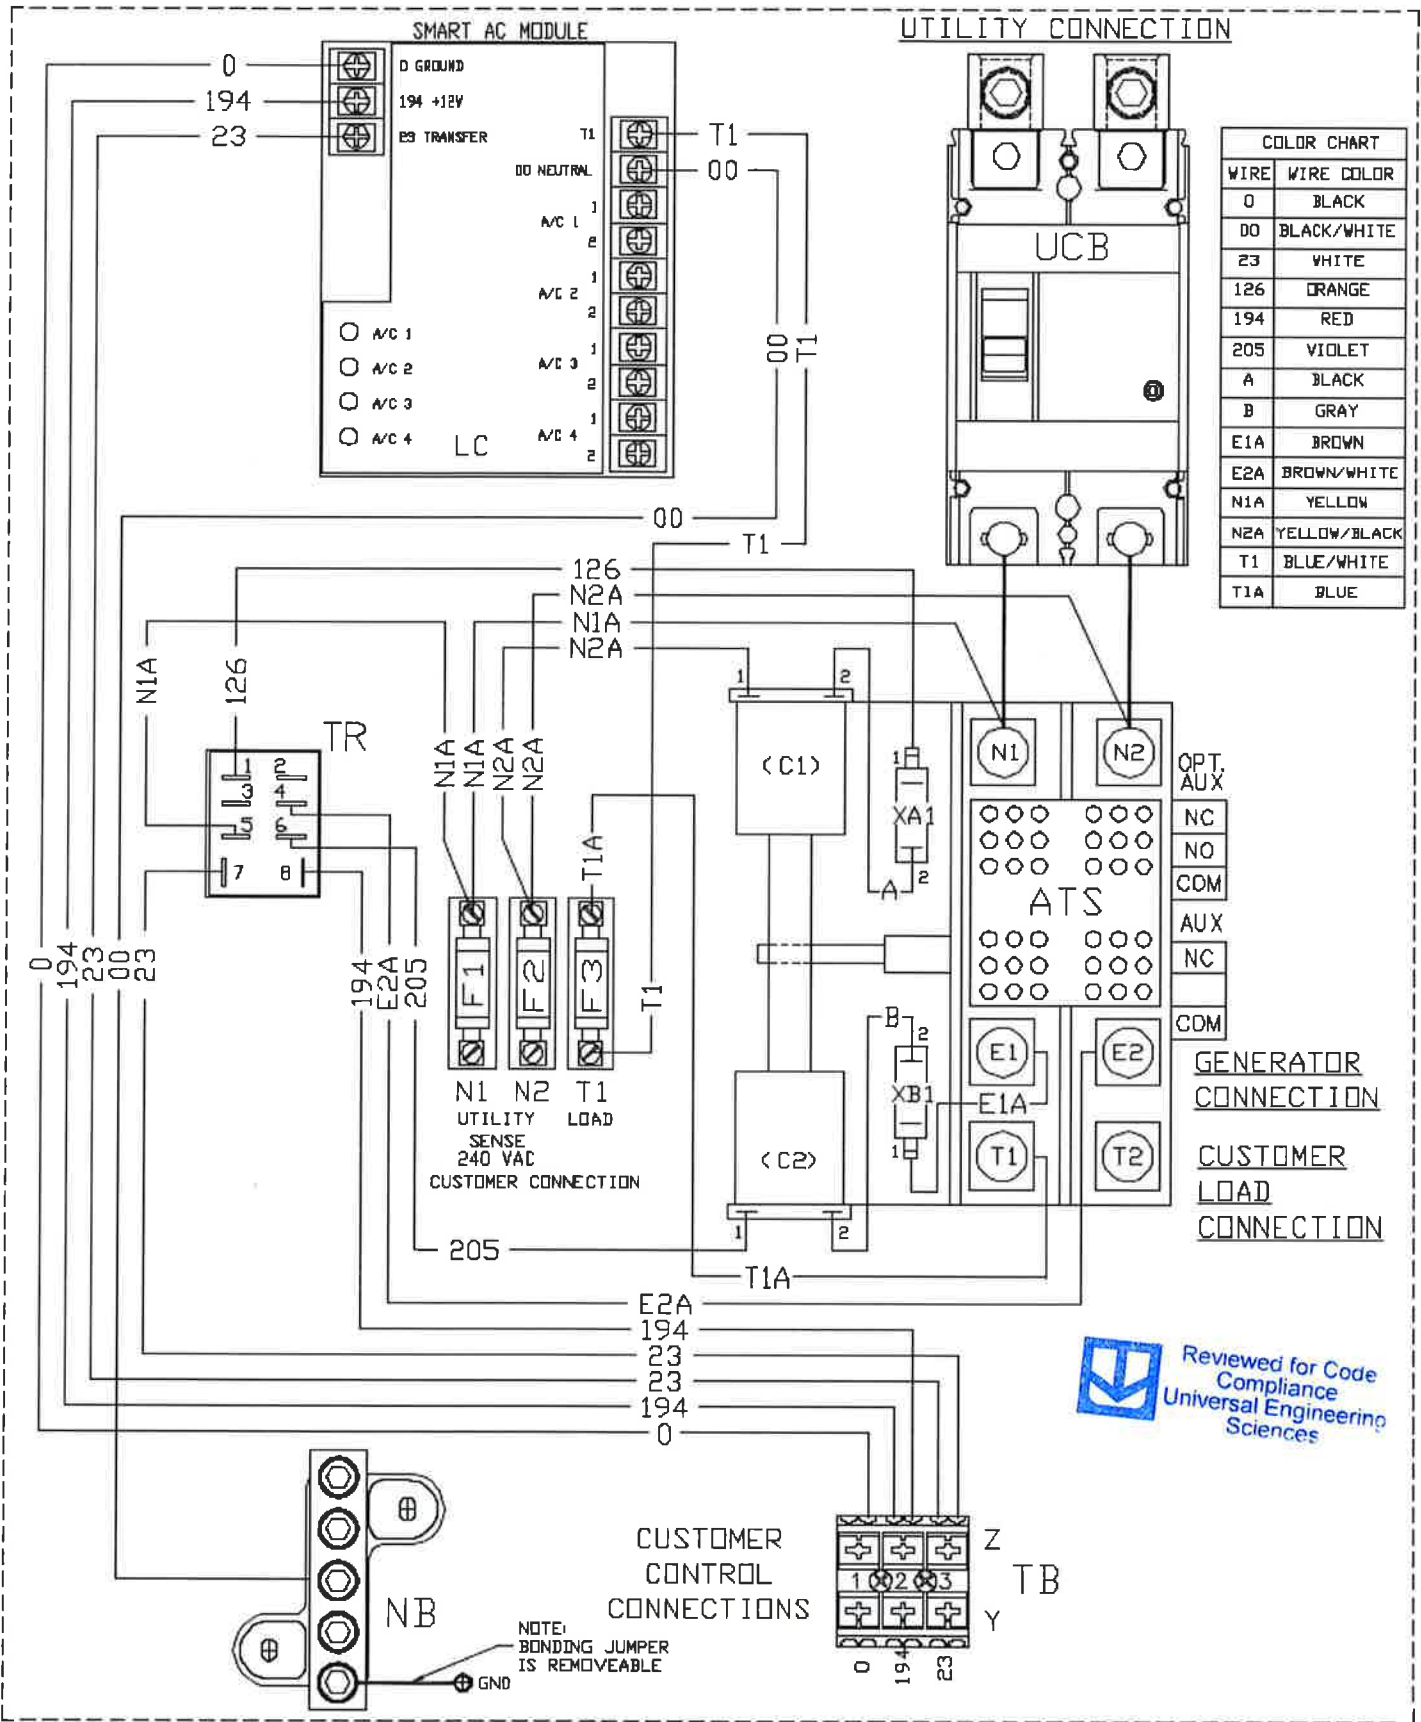 SMART AC MODULE
UTILITY CONNECTION
0
0 GROUND
194
194 +12V
23
23 TRANSFER
T1
T1
00 NEUTRAL
00
A/C 1
1
2
A/C 2
1
2
A/C 3
1
2
A/C 4
1
2
A/C 1
A/C 2
A/C 3
A/C 4
LC
00
T1
UCB
COLOR CHART
WIRE WIRE COLOR
0 BLACK
00 BLACK/WHITE
23 WHITE
126 ORANGE
194 RED
205 VIOLET
A BLACK
B GRAY
E1A BROWN
E2A BROWN/WHITE
N1A YELLOW
N2A YELLOW/BLACK
T1 BLUE/WHITE
T1A BLUE
00
T1
126
N2A
N1A
N2A
N1A
126
TR
1 2
3 4
5 6
7 8
N1A
N1A
N2A
N2A
T1A
T1
1 2
(C1)
1
XA1
2
A
N1
N2
OPT.
AUX
NC
NO
COM
ATS
AUX
NC
COM
0
194
23
00
23
194
E2A
205
F1
F2
F3
N1 N2 T1
UTILITY LOAD
SENSE
240 VAC
CUSTOMER CONNECTION
B
2
XB1
1
E1A
E1
E2
T1
T2
(C2)
1 2
GENERATOR
CONNECTION
CUSTOMER
LOAD
CONNECTION
205
T1A
E2A
194
23
23
194
0
Reviewed for Code
Compliance
Universal Engineering
Sciences
NB
NOTE:
BONDING JUMPER
IS REMOVEABLE
GND
CUSTOMER
CONTROL
CONNECTIONS
1 2 3
Z
TB
Y
0
194
23